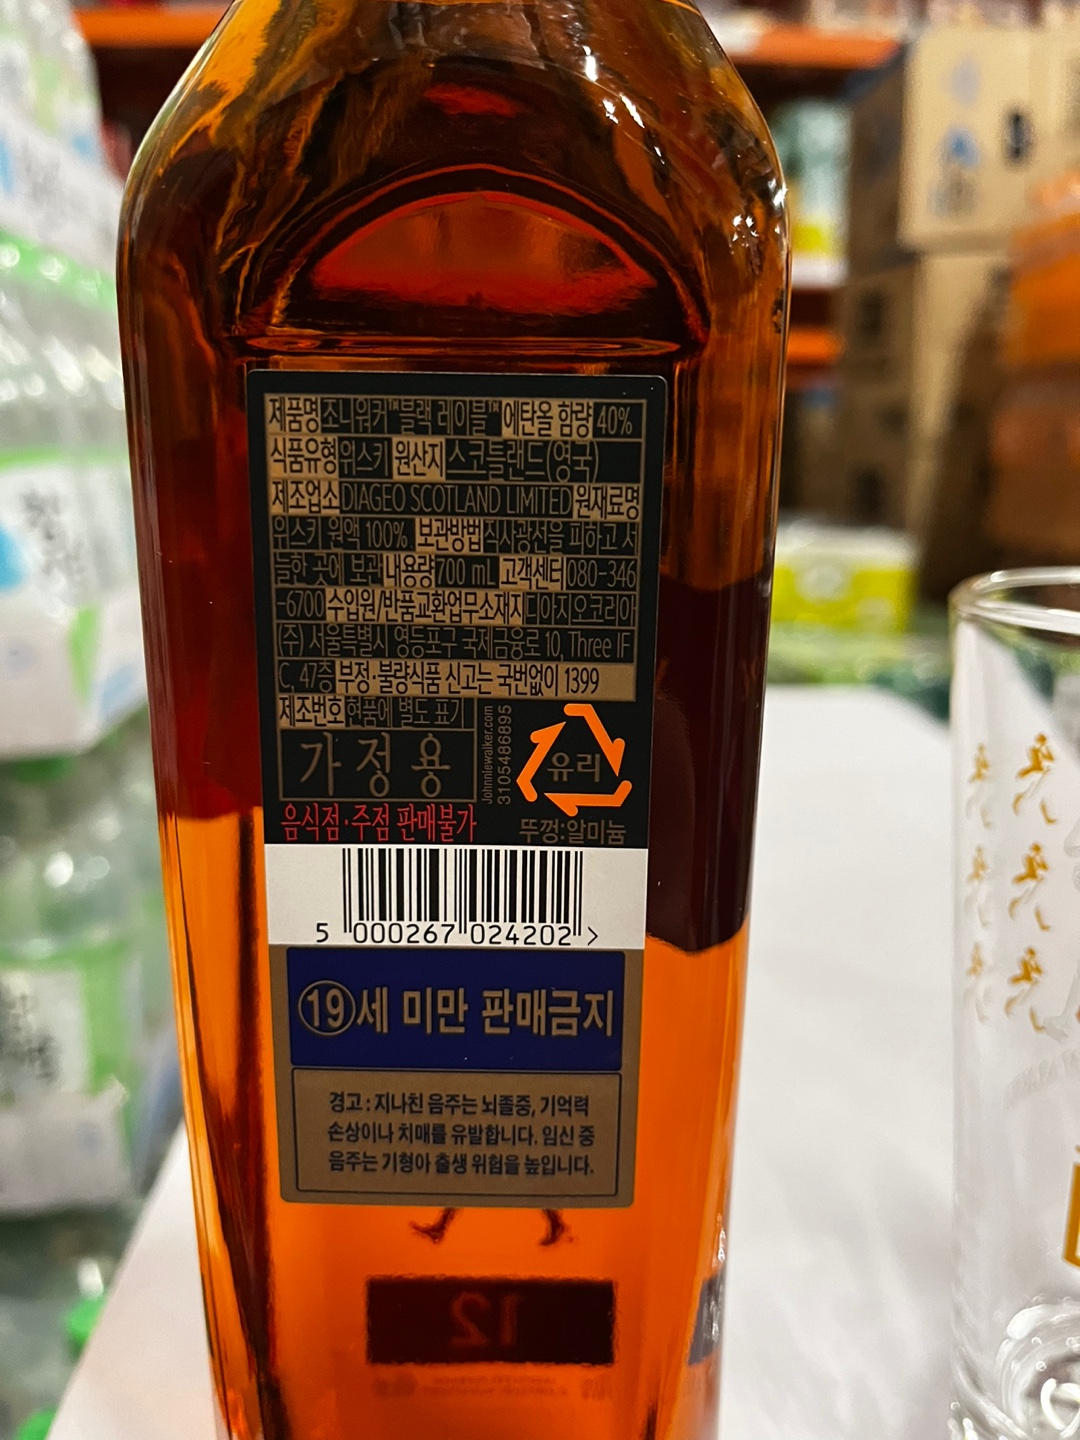 제품명 조니워커™ 블랙 레이블™ 에탄올 함량 40%
식품유형 위스키 원산지 스코틀랜드(영국)
제조업소 DIAGEO SCOTLAND LIMITED 원재료명
위스키 원액 100% 보관방법 직사광선을 피하고 서
늘한 곳에 보관 내용량 700 mL 고객센터 080-346
-6700 수입원/반품교환업무소재지 디아지오코리아
(주) 서울특별시 영등포구 국제금융로 10, Three IF
C, 47층 부정·불량식품 신고는 국번없이 1399
제조번호 현품에 별도 표기
가정용
음식점·주점 판매불가
Johnniewalker.com
3105486895
유리
뚜껑:알미늄
5 000267 024202 >
19세 미만 판매금지
경고 : 지나친 음주는 뇌졸중, 기억력
손상이나 치매를 유발합니다. 임신 중
음주는 기형아 출생 위험을 높입니다.
12